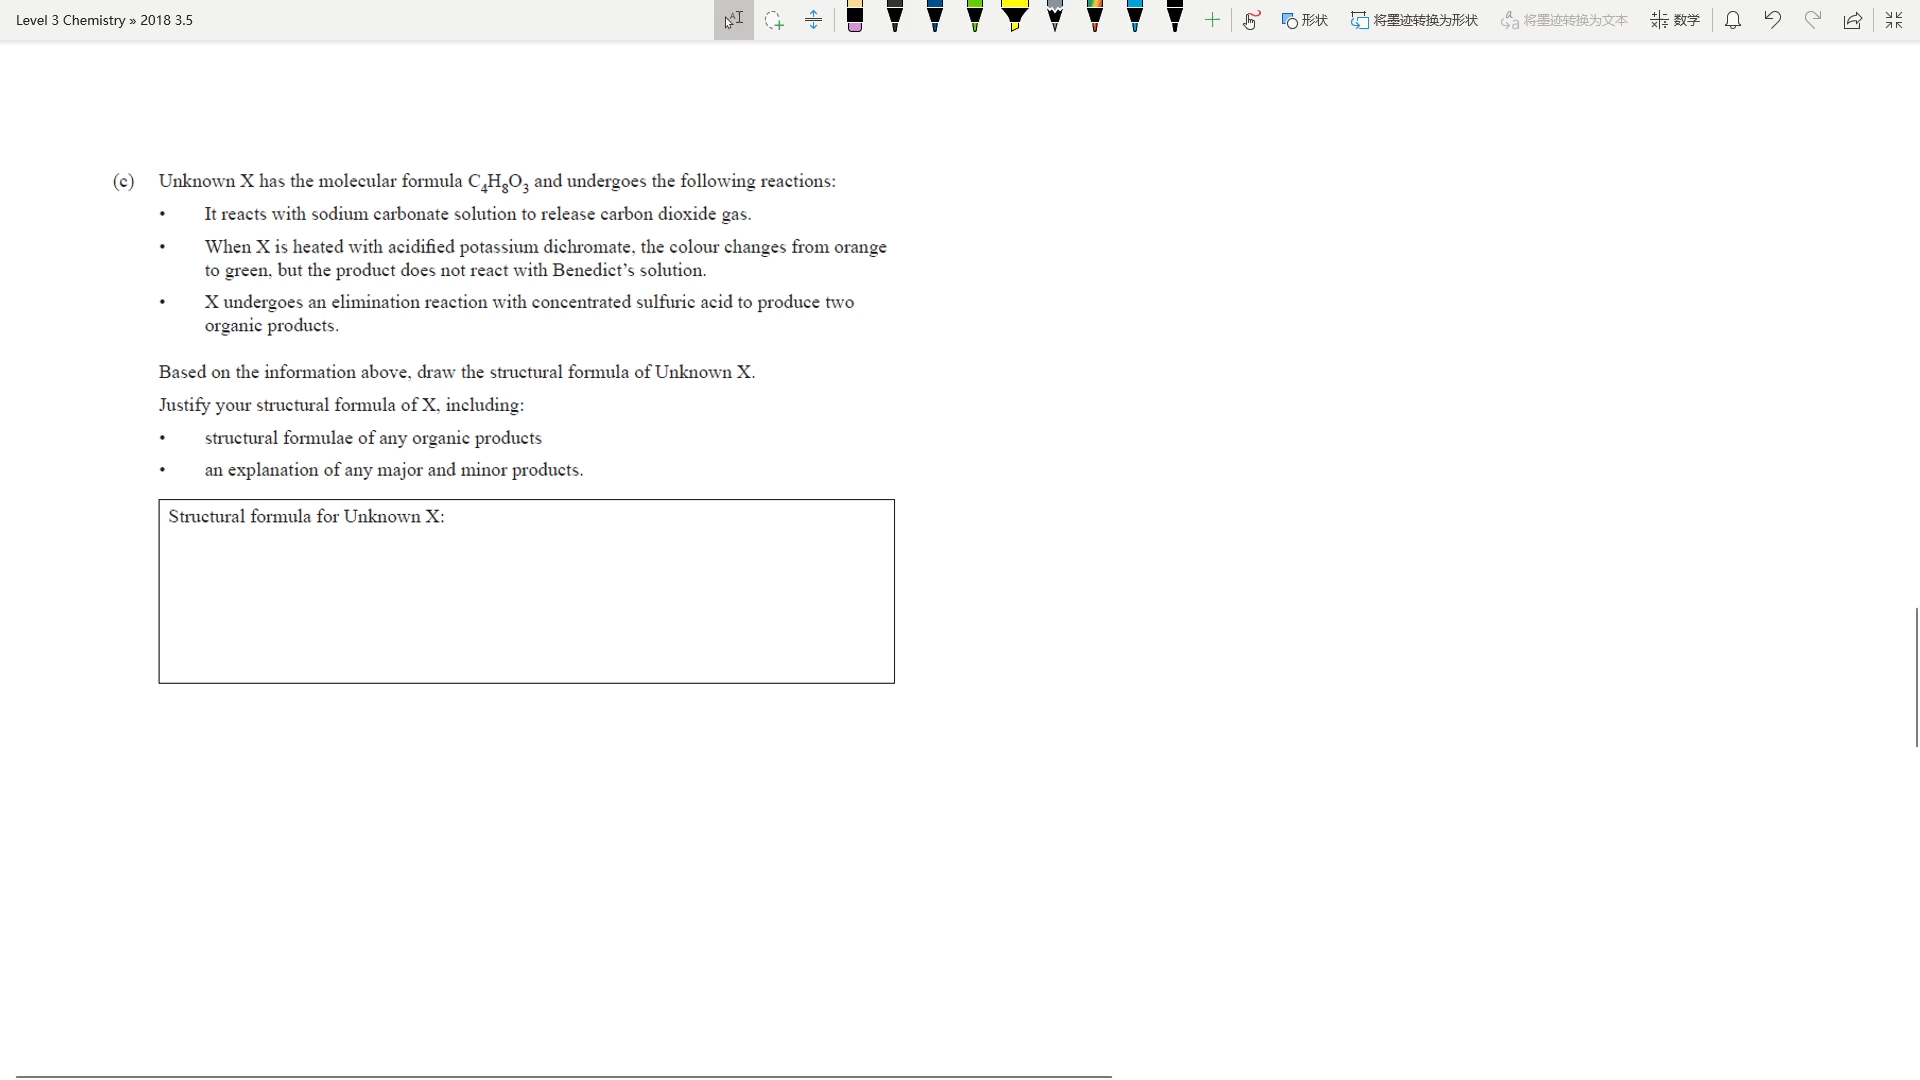 Level 3 Chemistry » 2018 3.5
形状
将墨迹转换为形状
将墨迹转换为文本
数学
(c) Unknown X has the molecular formula C₄H₈O₃ and undergoes the following reactions:
• It reacts with sodium carbonate solution to release carbon dioxide gas.
• When X is heated with acidified potassium dichromate, the colour changes from orange
to green, but the product does not react with Benedict's solution.
• X undergoes an elimination reaction with concentrated sulfuric acid to produce two
organic products.
Based on the information above, draw the structural formula of Unknown X.
Justify your structural formula of X, including:
• structural formulae of any organic products
• an explanation of any major and minor products.
Structural formula for Unknown X: